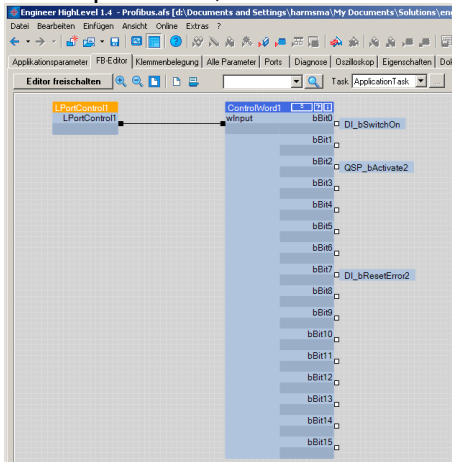 Engineer HighLevel 1.4 - Profibus.afs [d:\Documents and Settings\harmsma\My Documents\Solutions\en
Datei Bearbeiten Einfügen Ansicht Online Extras ?
Applikationsparameter FB-Editor Klemmenbelegung Alle Parameter Ports Diagnose Oszilloskop Eigenschaften Dok
Editor freischalten Task ApplicationTask ...
LPortControl1 ControlWord1 5 ? i
LPortControl1 wInput bBit0 DI_bSwitchOn
bBit1
bBit2 QSP_bActivate2
bBit3
bBit4
bBit5
bBit6
bBit7 DI_bResetError2
bBit8
bBit9
bBit10
bBit11
bBit12
bBit13
bBit14
bBit15